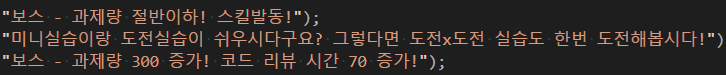 "보스 - 과제량 절반이하! 스킬발동!");
"미니실습이랑 도전실습이 쉬우시다구요? 그렇다면 도전x도전 실습도 한번 도전해봅시다!")
"보스 - 과제량 300 증가! 코드 리뷰 시간 70 증가!");